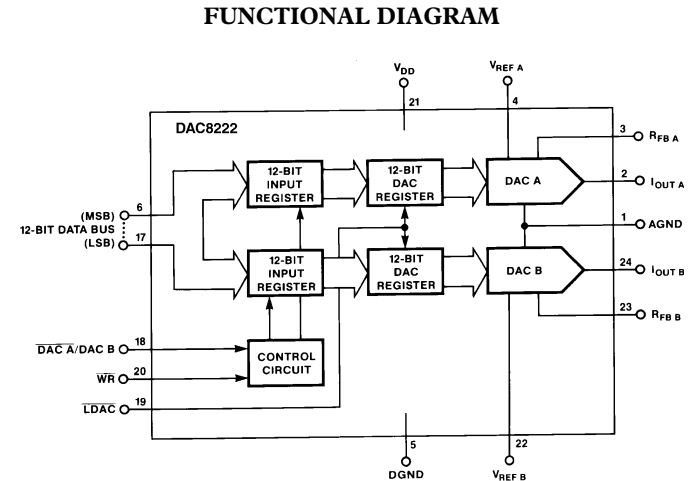 FUNCTIONAL DIAGRAM
VDD
VREF A
21
4
DAC8222
3
RFB A
12-BIT
INPUT
REGISTER
12-BIT
DAC
REGISTER
DAC A
2
IOUT A
6
(MSB)
12-BIT DATA BUS
(LSB)
17
1
AGND
12-BIT
INPUT
REGISTER
12-BIT
DAC
REGISTER
DAC B
24
IOUT B
23
RFB B
DAC A/DAC B
18
CONTROL
CIRCUIT
WR
20
LDAC
19
5
22
DGND
VREF B